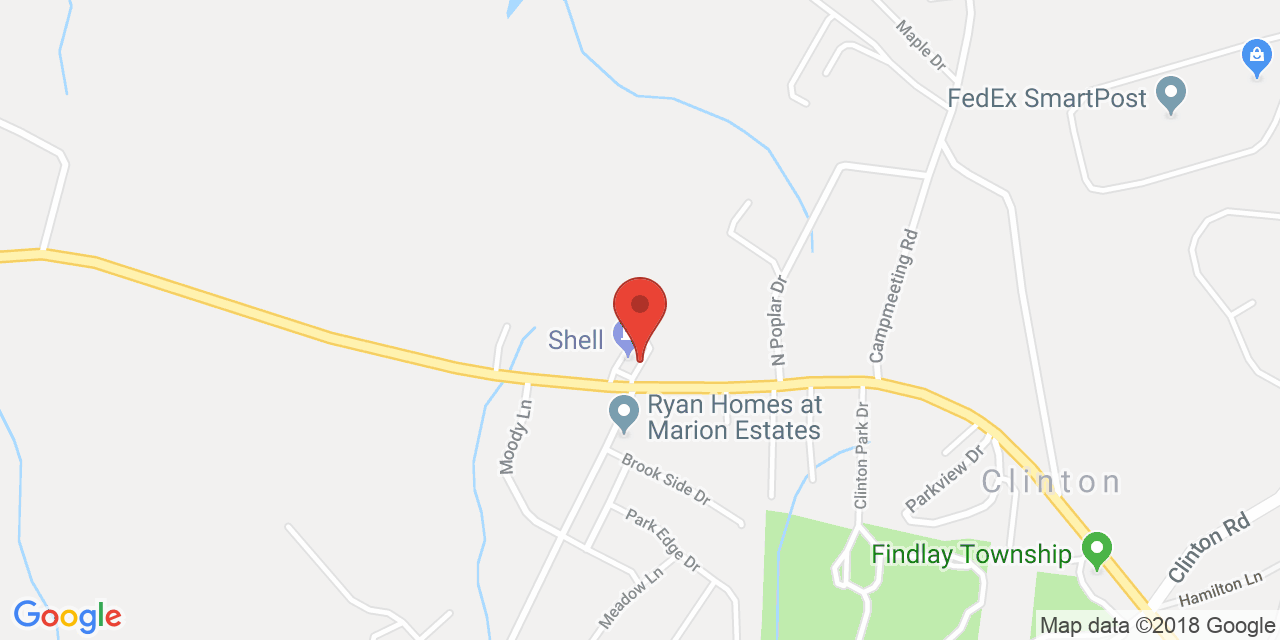 Maple Dr
FedEx SmartPost
Campmeeting Rd
N Poplar Dr
Shell
Ryan Homes at
Marion Estates
Moody Ln
Brook Side Dr
Clinton Park Dr
Parkview Dr
Clinton
Park Edge Dr
Findlay Township
Clinton Rd
Meadow Ln
Hamilton Ln
Google
Map data ©2018 Google